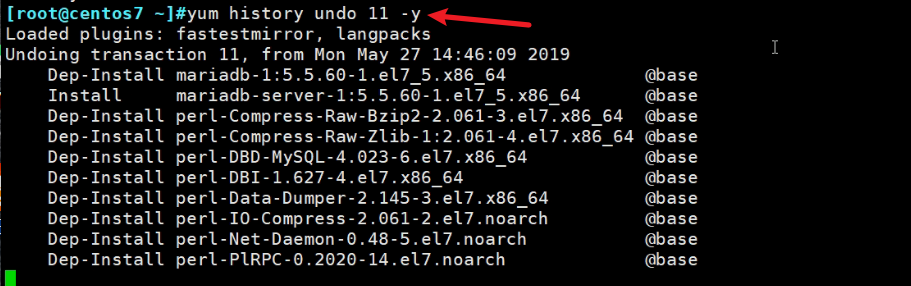 [root@centos7 ~]#yum history undo 11 -y
Loaded plugins: fastestmirror, langpacks
Undoing transaction 11, from Mon May 27 14:46:09 2019
    Dep-Install mariadb-1:5.5.60-1.el7_5.x86_64             @base
    Install     mariadb-server-1:5.5.60-1.el7_5.x86_64      @base
    Dep-Install perl-Compress-Raw-Bzip2-2.061-3.el7.x86_64  @base
    Dep-Install perl-Compress-Raw-Zlib-1:2.061-4.el7.x86_64 @base
    Dep-Install perl-DBD-MySQL-4.023-6.el7.x86_64           @base
    Dep-Install perl-DBI-1.627-4.el7.x86_64                 @base
    Dep-Install perl-Data-Dumper-2.145-3.el7.x86_64         @base
    Dep-Install perl-IO-Compress-2.061-2.el7.noarch         @base
    Dep-Install perl-Net-Daemon-0.48-5.el7.noarch           @base
    Dep-Install perl-PlRPC-0.2020-14.el7.noarch             @base